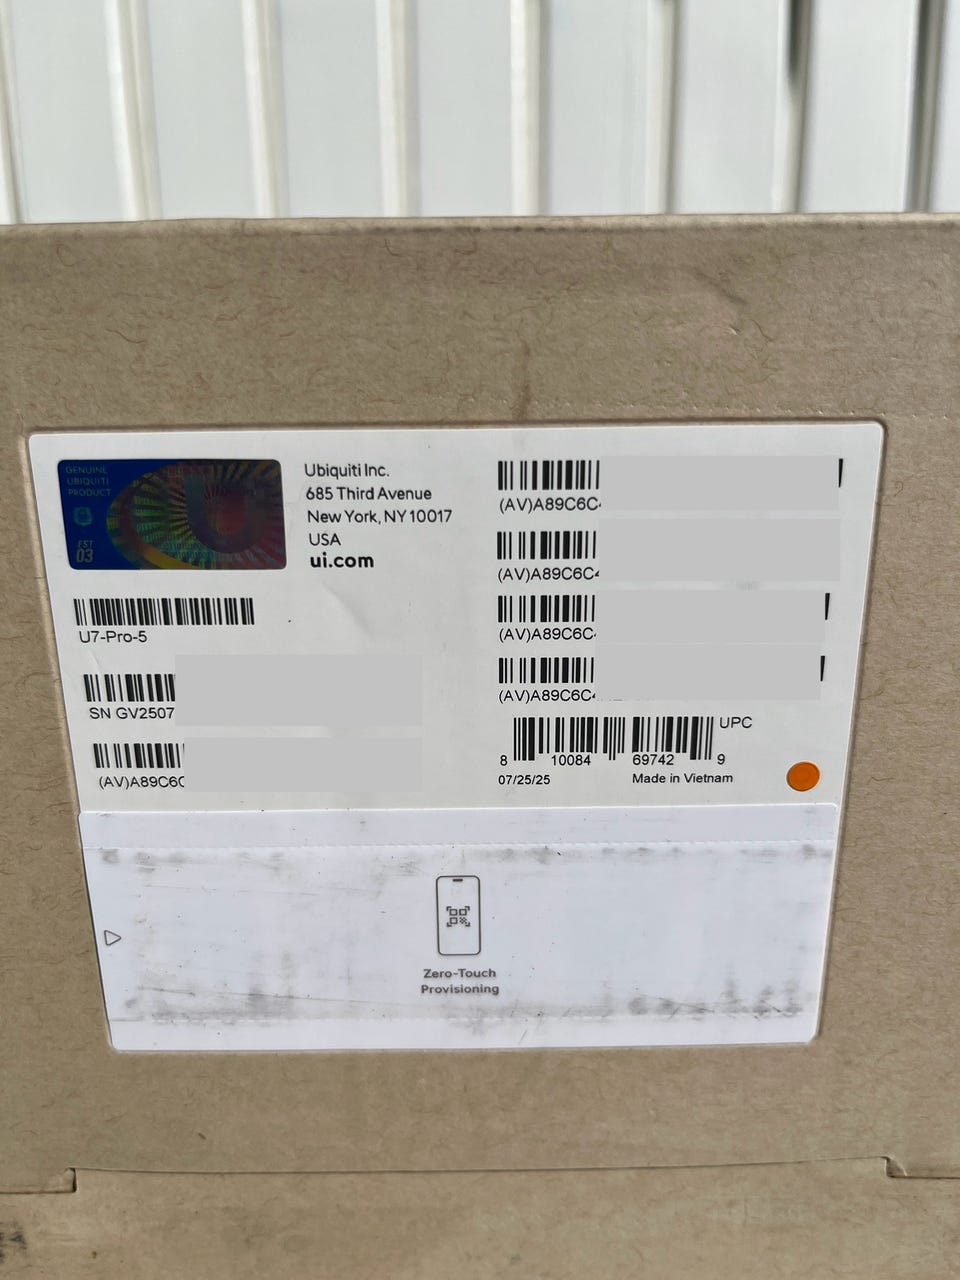 GENUINE
UBIQUITI
PRODUCT
EST
03
Ubiquiti Inc.
685 Third Avenue
New York, NY 10017
USA
ui.com
U7-Pro-5
SN GV2507
(AV)A89C6C
(AV)A89C6C
(AV)A89C6C
(AV)A89C6C
(AV)A89C6C
8 10084 69742 9
UPC
07/25/25
Made in Vietnam
Zero-Touch
Provisioning